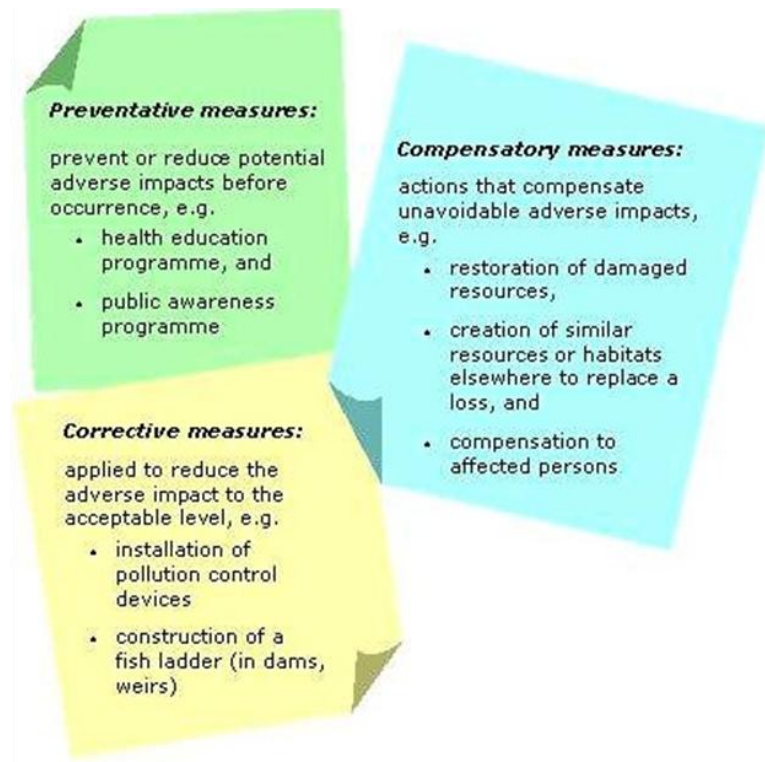 Preventative measures:
prevent or reduce potential
adverse impacts before
occurrence, e.g.
• health education
programme, and
• public awareness
programme
Compensatory measures:
actions that compensate
unavoidable adverse impacts,
e.g.
• restoration of damaged
resources,
• creation of similar
resources or habitats
elsewhere to replace a
loss, and
• compensation to
affected persons
Corrective measures:
applied to reduce the
adverse impact to the
acceptable level, e.g.
• installation of
pollution control
devices
• construction of a
fish ladder (in dams,
weirs)